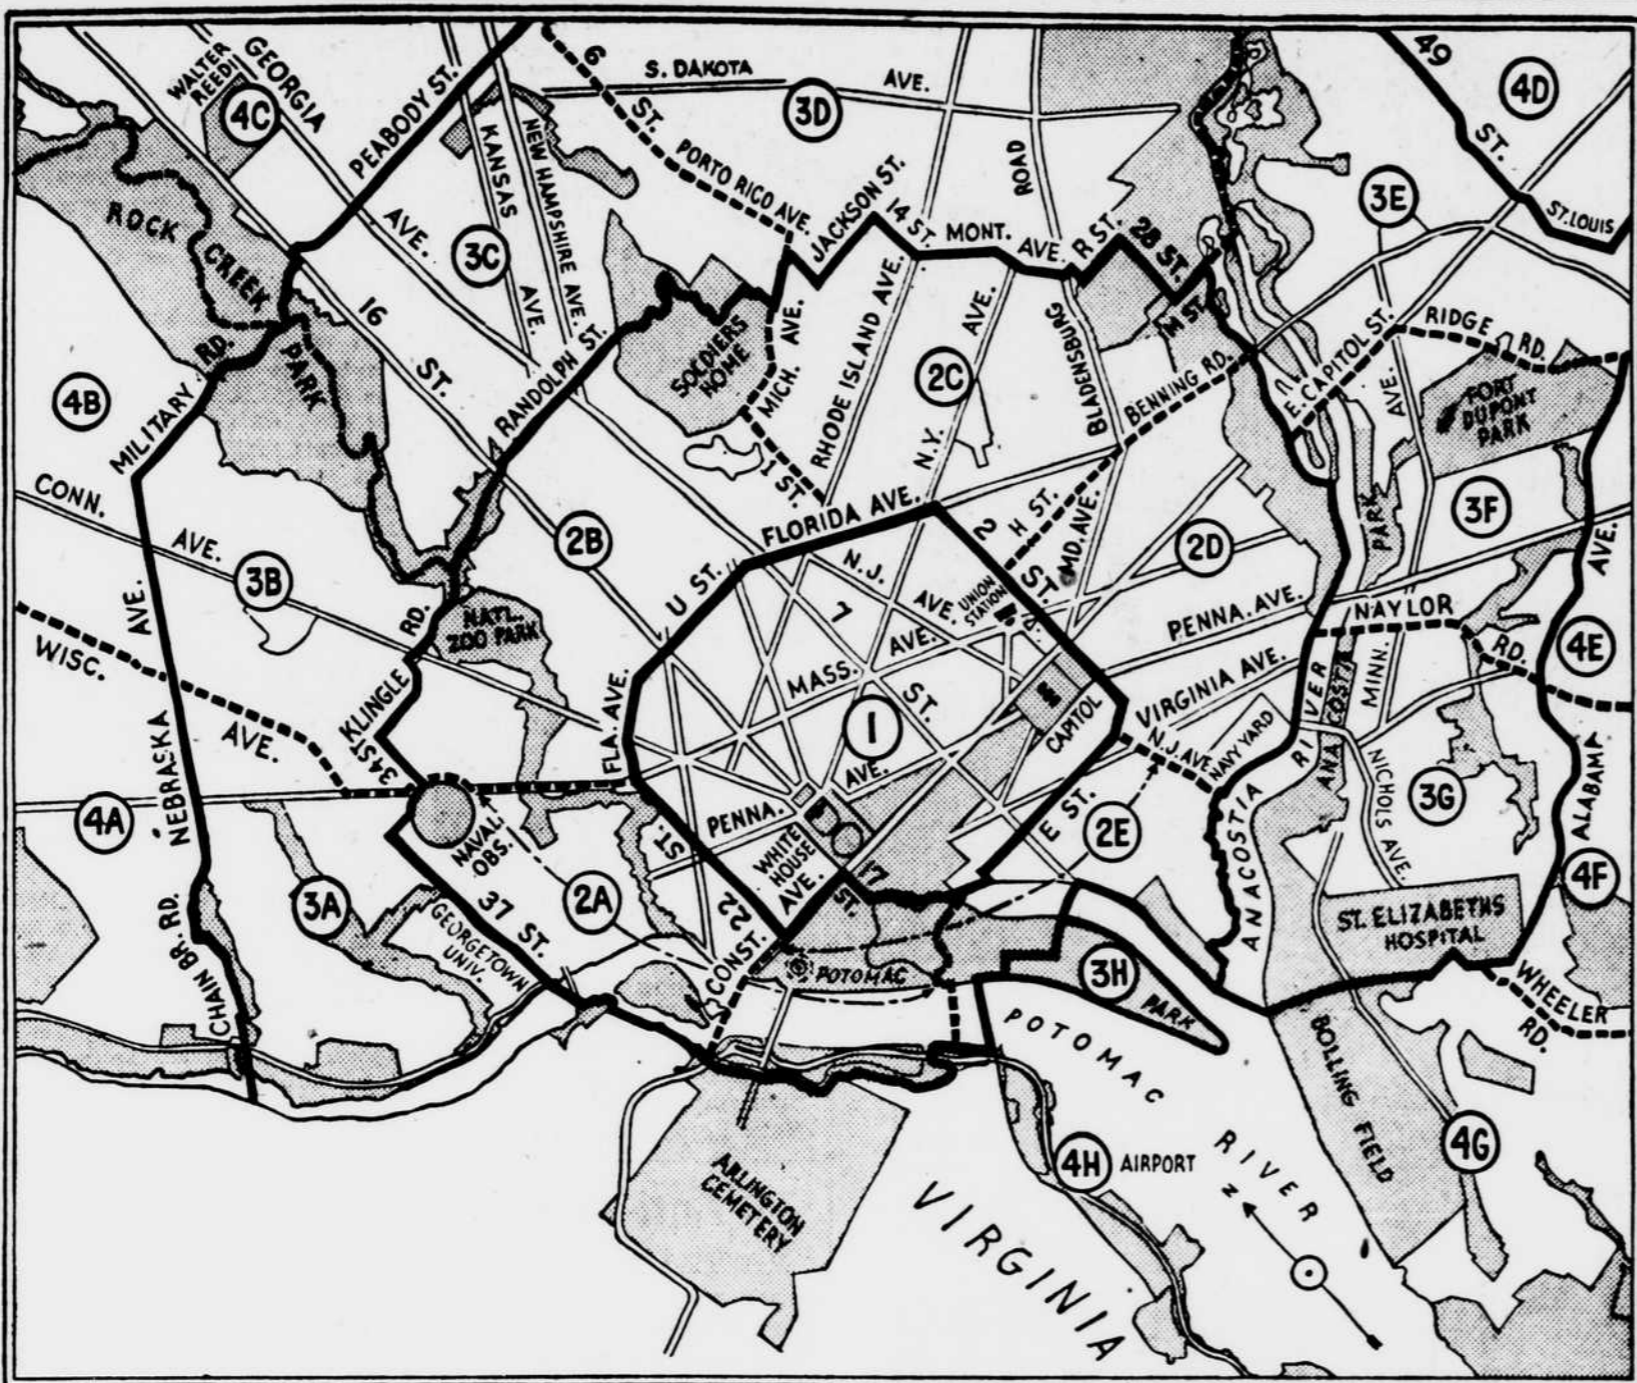 WALTER REED
GEORGIA
AVE.
4C
PEABODY ST.
KANSAS
AVE.
NEW HAMPSHIRE AVE.
6
ST.
S. DAKOTA
AVE.
3D
PORTO RICO AVE.
JACKSON ST.
14 ST.
MONT.
AVE.
R ST.
28 ST.
M ST.
ROAD
BLADENSBURG
49
ST.
4D
3E
ST. LOUIS
ROCK
CREEK
PARK
3C
16
ST.
RANDOLPH ST.
SOLDIERS
HOME
MICH. AVE.
RHODE ISLAND AVE.
N.Y.
AVE.
2C
BENNING RD.
E. CAPITOL ST.
RIDGE
RD.
AVE.
FORT
DUPONT
PARK
4B
MILITARY
RD.
CONN.
AVE.
3B
2B
1 ST.
FLORIDA AVE.
2
ST.
H ST.
MD. AVE.
2D
PARK
3F
AVE.
U ST.
N.J.
AVE.
7
ST.
UNION
STATION
MASS.
AVE.
PENNA. AVE.
NAYLOR
RD.
4E
WISC.
AVE.
NEBRASKA
AVE.
KLINGLE
RD.
NATL.
ZOO PARK
34 ST.
FLA. AVE.
1
CAPITOL
VIRGINIA AVE.
N.J. AVE.
NAVY YARD
RIVER
ANACOSTIA
MINN.
NICHOLS AVE.
3G
ALABAMA
4A
NAVAL
OBS.
2A
22
ST.
PENNA.
AVE.
WHITE
HOUSE
17
ST.
E ST.
2E
ANACOSTIA
RI
4F
3A
GEORGETOWN
UNIV.
37 ST.
CONST.
AVE.
POTOMAC
3H
PARK
ST. ELIZABETHS
HOSPITAL
WHEELER
RD.
CHAIN BR. RD.
POTOMAC
RIVER
BOLLING FIELD
4G
4H
AIRPORT
ARLINGTON
CEMETERY
VIRGINIA
N